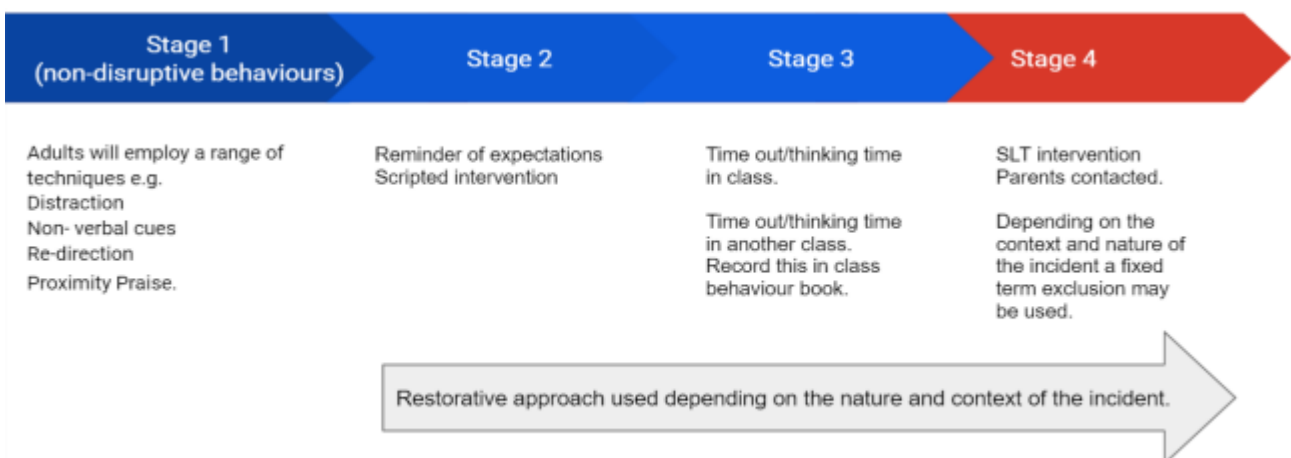 Stage 1
(non-disruptive behaviours)
Stage 2
Stage 3
Stage 4
Adults will employ a range of
techniques e.g.
Distraction
Non- verbal cues
Re-direction
Proximity Praise.
Reminder of expectations
Scripted intervention
Time out/thinking time
in class.
Time out/thinking time
in another class.
Record this in class
behaviour book.
SLT intervention
Parents contacted.
Depending on the
context and nature of
the incident a fixed
term exclusion may
be used.
Restorative approach used depending on the nature and context of the incident.